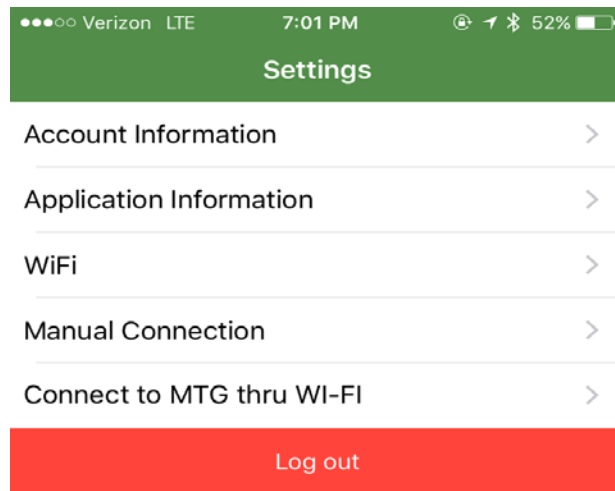 ●●●○○ Verizon LTE 7:01 PM 52%
Settings
Account Information
Application Information
WiFi
Manual Connection
Connect to MTG thru WI-FI
Log out